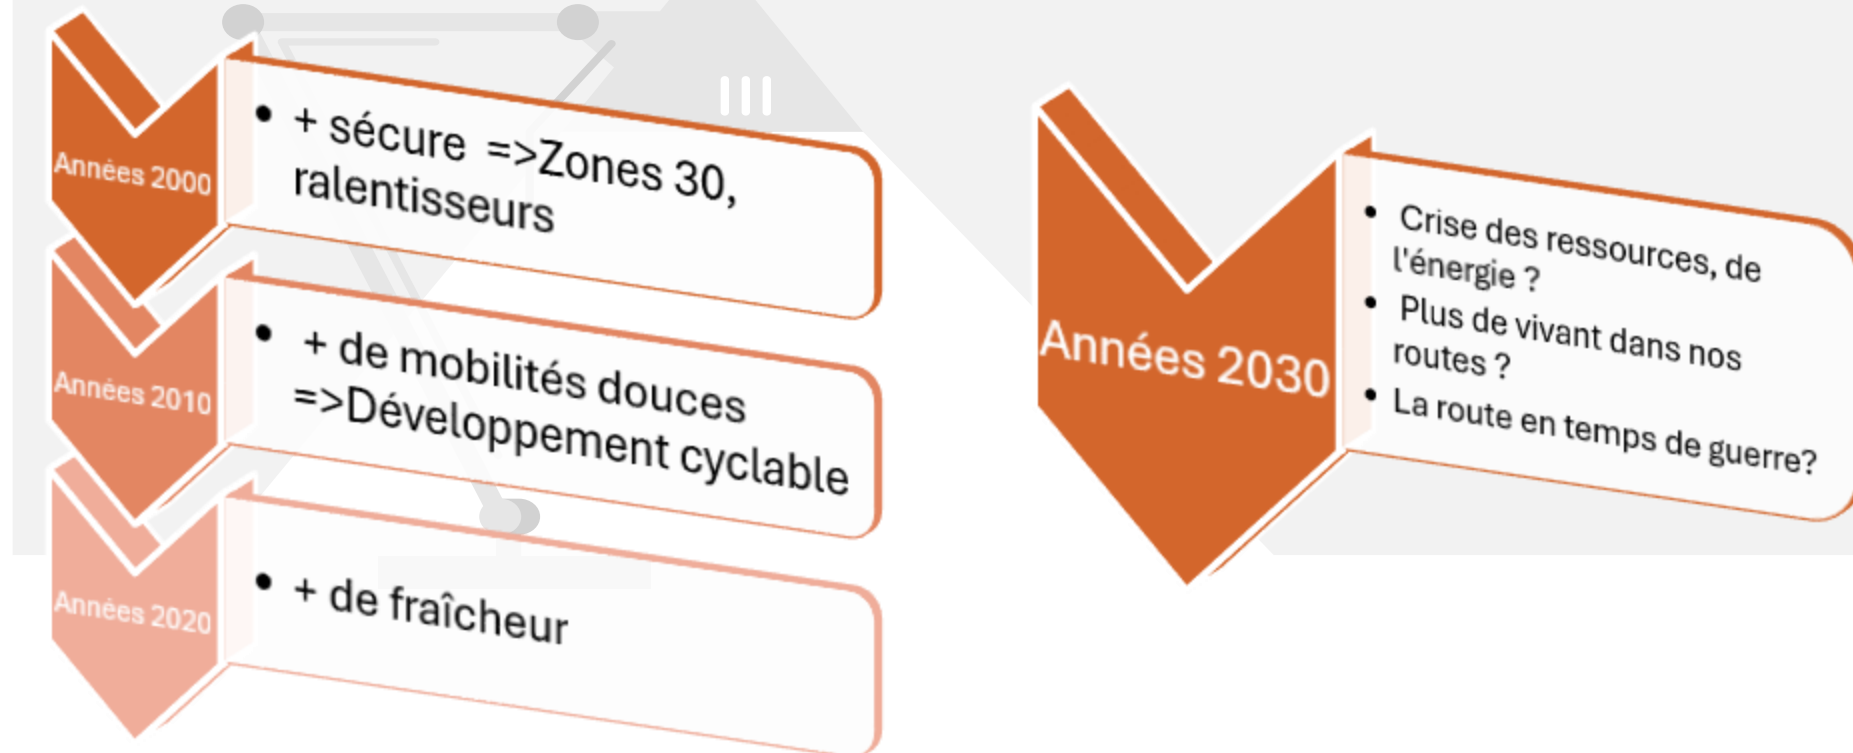 Années 2000
• + sécure =>Zones 30,
ralentisseurs
Années 2010
• + de mobilités douces
=>Développement cyclable
Années 2020
• + de fraîcheur
Années 2030
• Crise des ressources, de
l'énergie ?
• Plus de vivant dans nos
routes ?
• La route en temps de guerre?